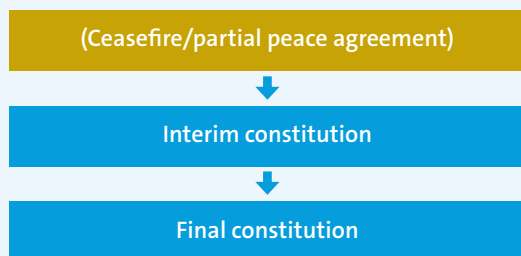 (Ceasefire/partial peace agreement)
Interim constitution
Final constitution